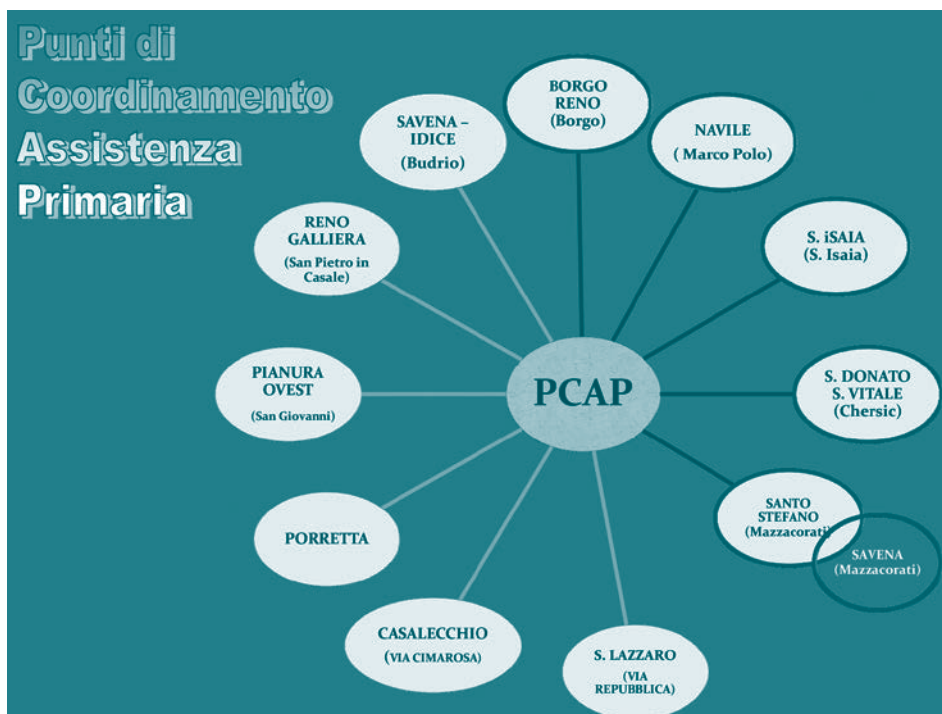 Punti di
Coordinamento
Assistenza
Primaria
BORGO
RENO
(Borgo)
NAVILE
( Marco Polo)
S. iSAIA
(S. Isaia)
S. DONATO
S. VITALE
(Chersic)
SANTO
STEFANO
(Mazzacorati)
SAVENA
(Mazzacorati)
S. LAZZARO
(VIA
REPUBBLICA)
CASALECCHIO
(VIA CIMAROSA)
PORRETTA
PIANURA
OVEST
(San Giovanni)
RENO
GALLIERA
(San Pietro in
Casale)
SAVENA –
IDICE
(Budrio)
PCAP